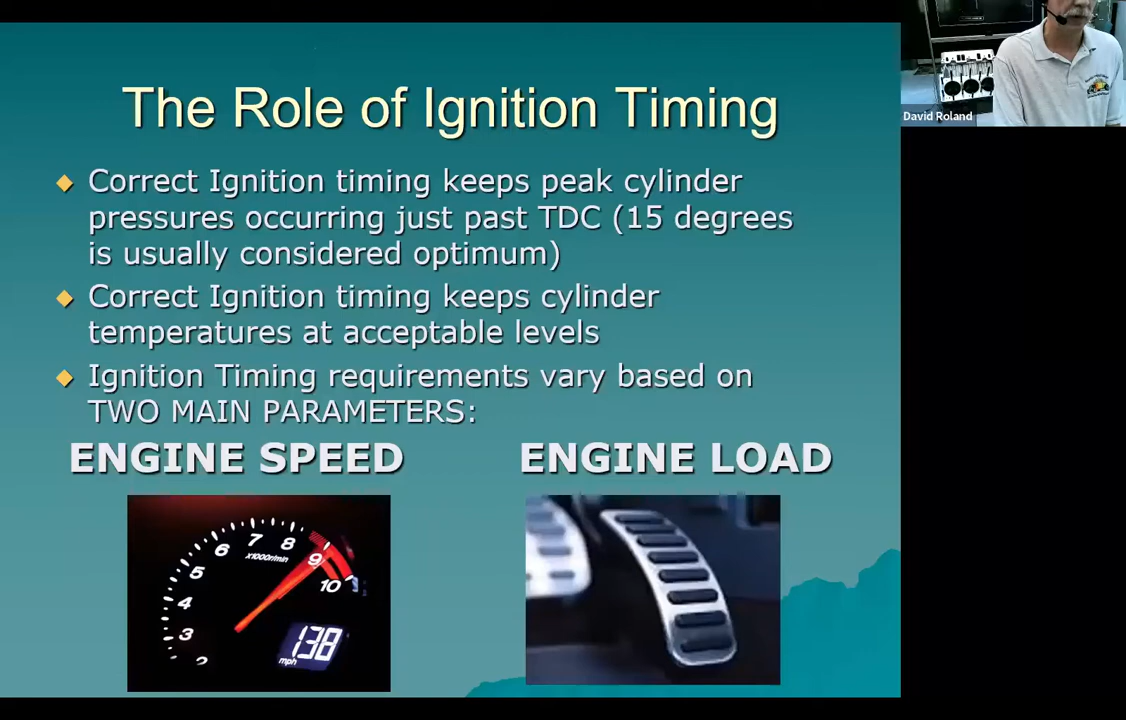 The Role of Ignition Timing
Correct Ignition timing keeps peak cylinder
pressures occurring just past TDC (15 degrees
is usually considered optimum)
Correct Ignition timing keeps cylinder
temperatures at acceptable levels
Ignition Timing requirements vary based on
TWO MAIN PARAMETERS:
ENGINE SPEED
ENGINE LOAD
2
3
4
5
6
7
8
9
10
x1000r/min
138
mph
David Roland